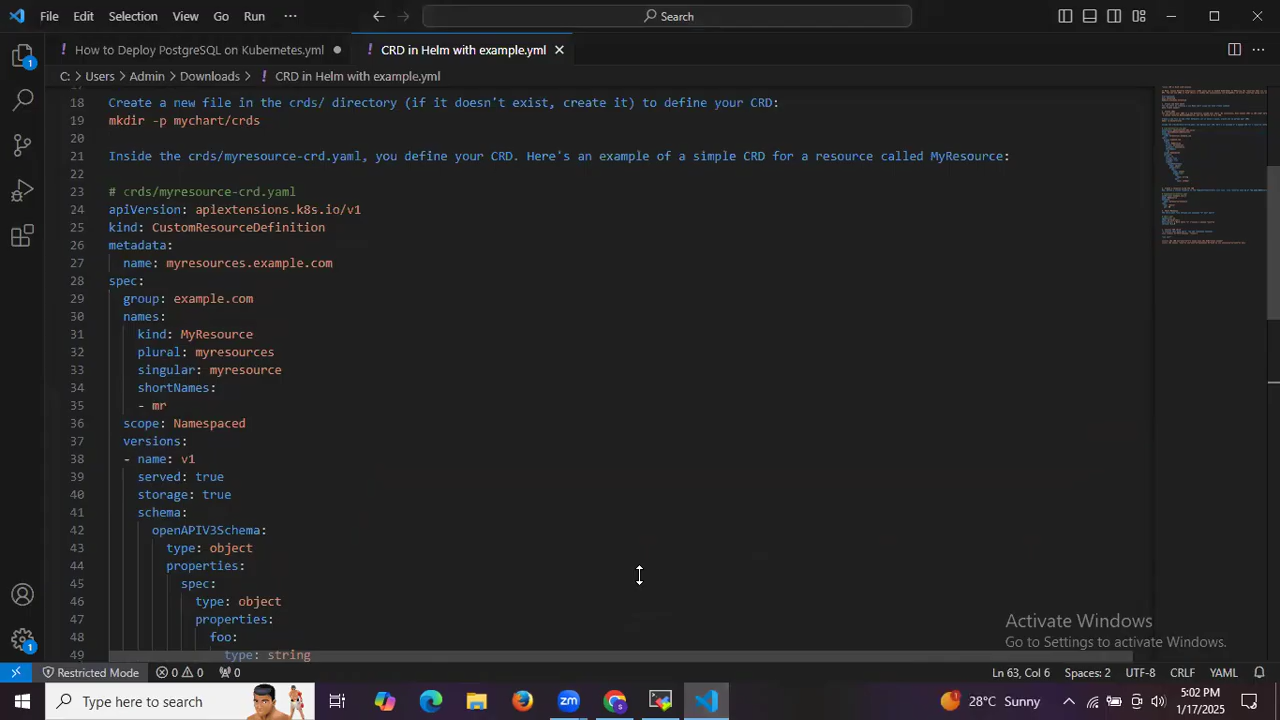 File Edit Selection View Go Run ··· Search
How to Deploy PostgreSQL on Kubernetes.yml CRD in Helm with example.yml
C: > Users > Admin > Downloads > ! CRD in Helm with example.yml
18 Create a new file in the crds/ directory (if it doesn't exist, create it) to define your CRD:
19 mkdir -p mychart/crds
20
21 Inside the crds/myresource-crd.yaml, you define your CRD. Here's an example of a simple CRD for a resource called MyResource:
22
23 # crds/myresource-crd.yaml
24 apiVersion: apiextensions.k8s.io/v1
25 kind: CustomResourceDefinition
26 metadata:
27 name: myresources.example.com
28 spec:
29 group: example.com
30 names:
31 kind: MyResource
32 plural: myresources
33 singular: myresource
34 shortNames:
35 - mr
36 scope: Namespaced
37 versions:
38 - name: v1
39 served: true
40 storage: true
41 schema:
42 openAPIV3Schema:
43 type: object
44 properties:
45 spec:
46 type: object
47 properties:
48 foo:
49 type: string
Activate Windows
Go to Settings to activate Windows.
Restricted Mode 0 0 0 Ln 63, Col 6 Spaces: 2 UTF-8 CRLF YAML
Type here to search 28°C Sunny 5:02 PM
1/17/2025